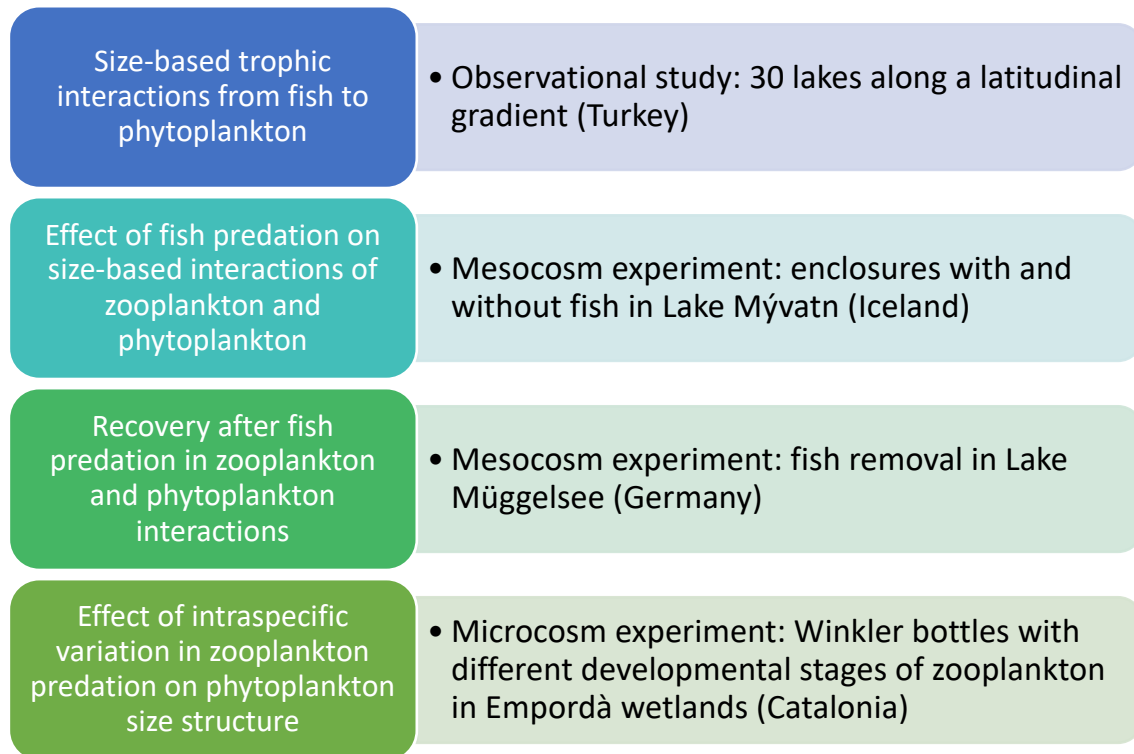 Size-based trophic
interactions from fish to
phytoplankton
• Observational study: 30 lakes along a latitudinal
gradient (Turkey)
Effect of fish predation on
size-based interactions of
zooplankton and
phytoplankton
• Mesocosm experiment: enclosures with and
without fish in Lake Mývatn (Iceland)
Recovery after fish
predation in zooplankton
and phytoplankton
interactions
• Mesocosm experiment: fish removal in Lake
Müggelsee (Germany)
Effect of intraspecific
variation in zooplankton
predation on phytoplankton
size structure
• Microcosm experiment: Winkler bottles with
different developmental stages of zooplankton
in Empordà wetlands (Catalonia)